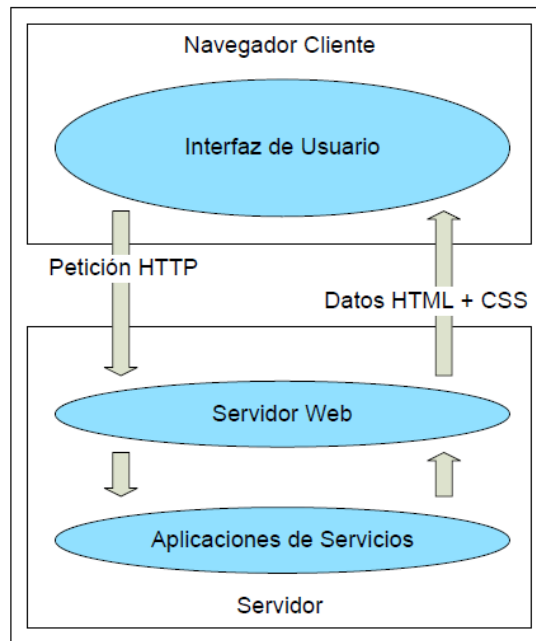 Navegador Cliente
Interfaz de Usuario
Petición HTTP
Datos HTML + CSS
Servidor Web
Aplicaciones de Servicios
Servidor